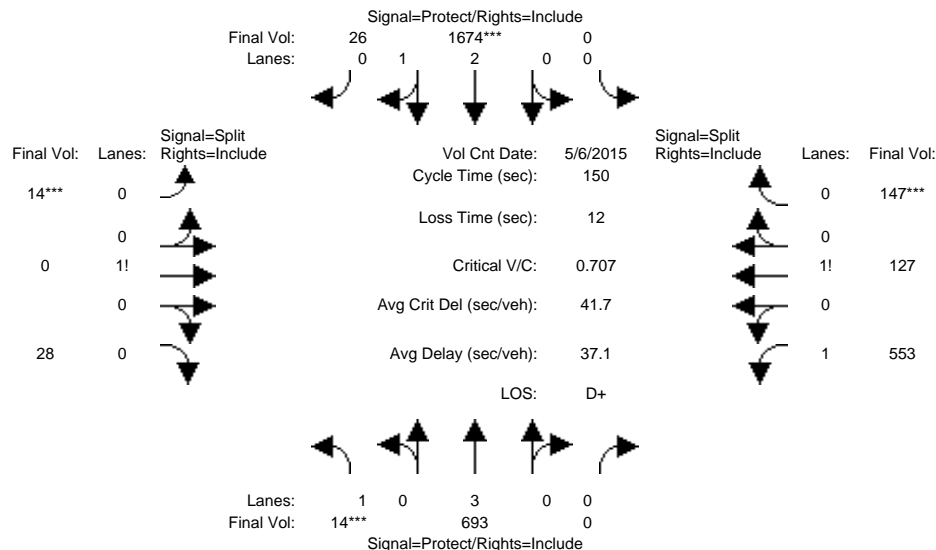 Signal=Protect/Rights=Include
Final Vol: 26 1674*** 0
Lanes: 0 1 2 0 0
Signal=Split Signal=Split
Final Vol: Lanes: Rights=Include Vol Cnt Date: 5/6/2015 Rights=Include Lanes: Final Vol:
Cycle Time (sec): 150
14*** 0 0 147***
Loss Time (sec): 12
0 0
0 1! Critical V/C: 0.707 1! 127
0 Avg Crit Del (sec/veh): 41.7 0
28 0 Avg Delay (sec/veh): 37.1 1 553
LOS: D+
Lanes: 1 0 3 0 0
Final Vol: 14*** 693 0
Signal=Protect/Rights=Include